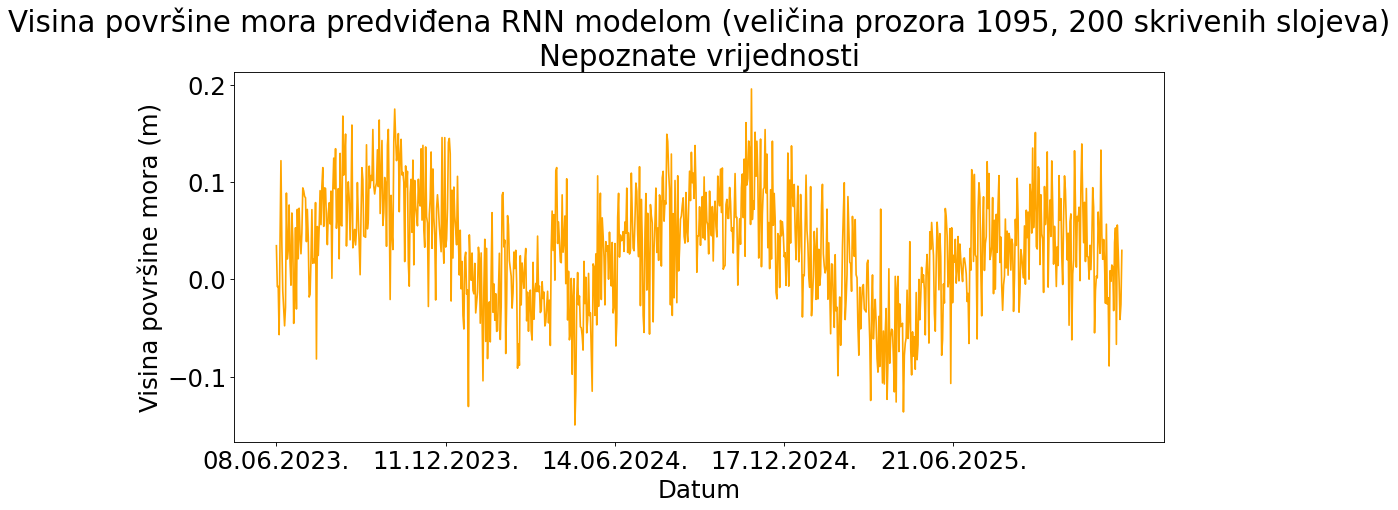 Visina površine mora predviđena RNN modelom (veličina prozora 1095, 200 skrivenih slojeva)
Nepoznate vrijednosti
Visina površine mora (m)
0.2
0.1
0.0
−0.1
08.06.2023. 11.12.2023. 14.06.2024. 17.12.2024. 21.06.2025.
Datum